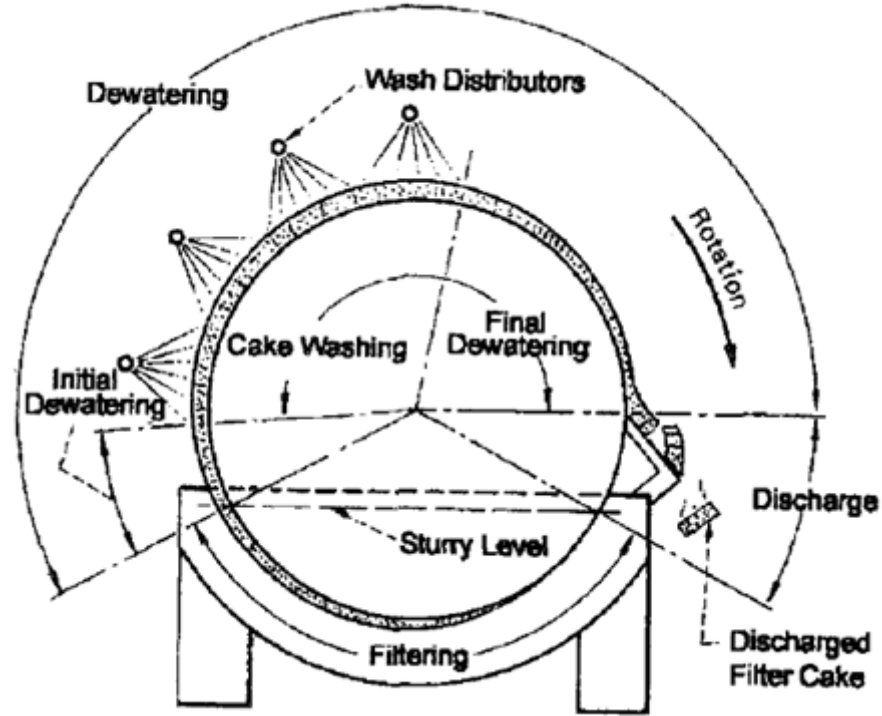 Wash Distributors
Dewatering
Rotation
Cake Washing
Final
Dewatering
Initial
Dewatering
Discharge
Slurry Level
Filtering
Discharged
Filter Cake